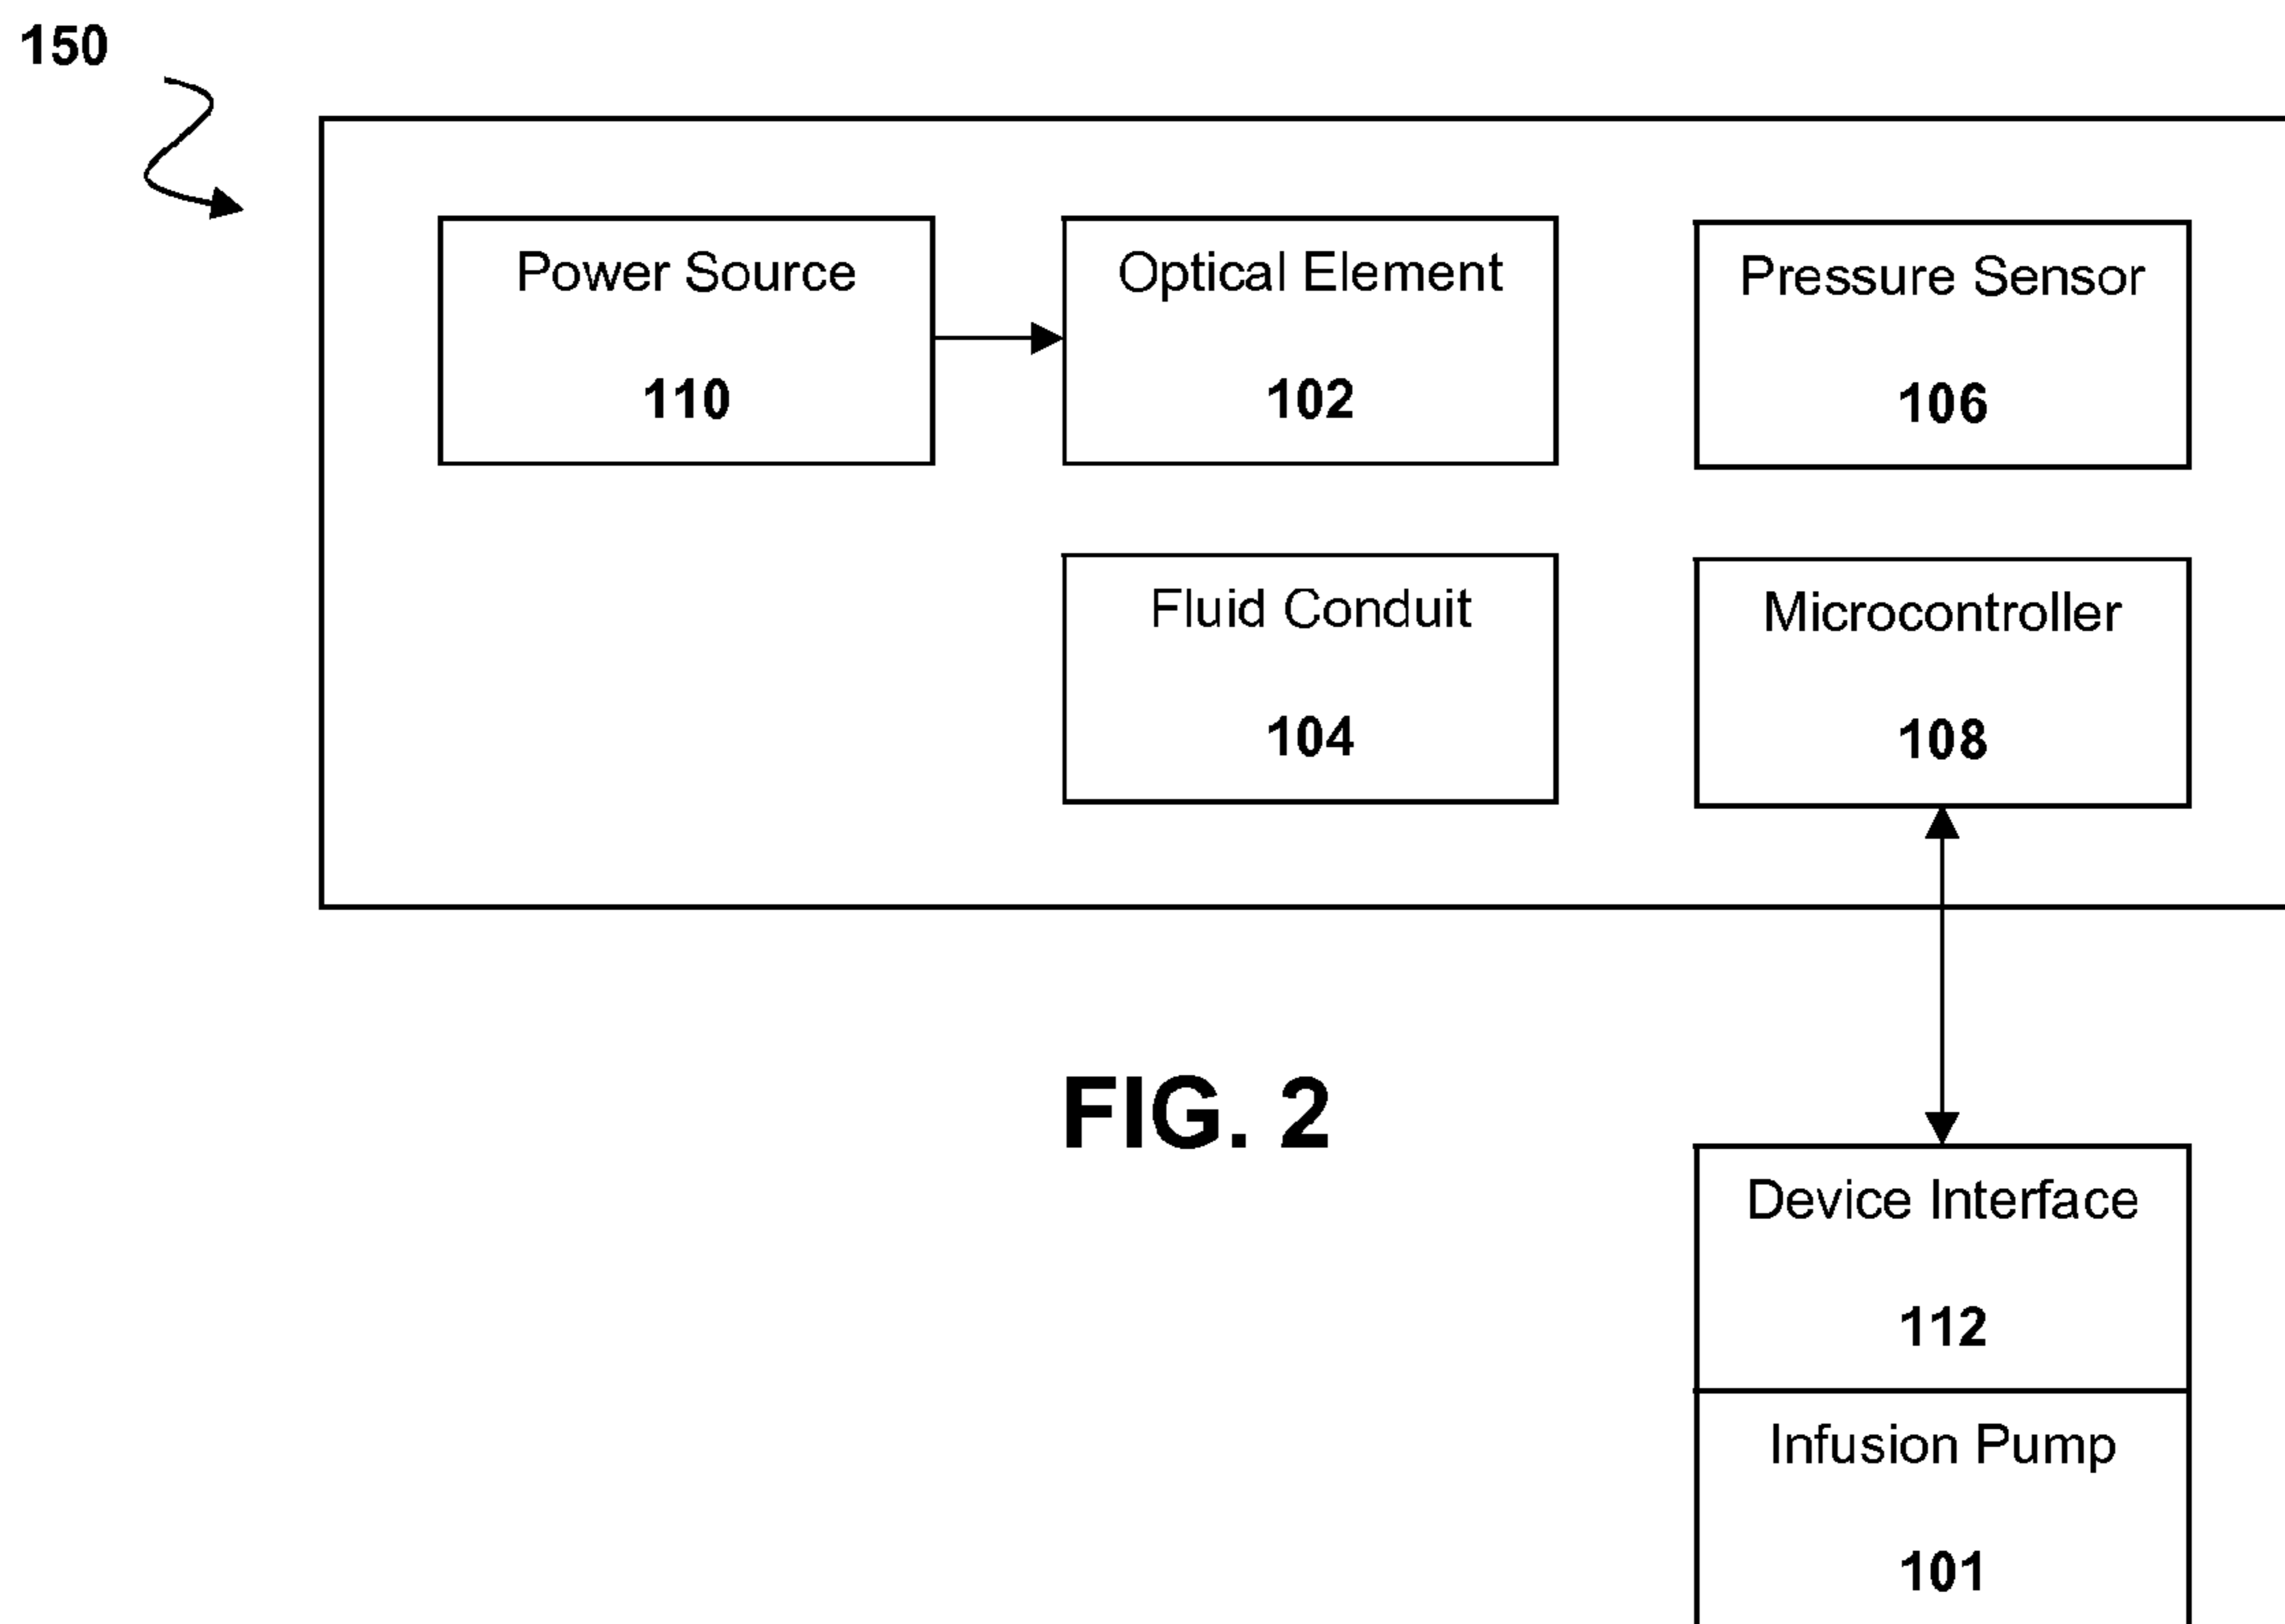 150
Power Source
110
Optical Element
102
Pressure Sensor
106
Fluid Conduit
104
Microcontroller
108
FIG. 2
Device Interface
112
Infusion Pump
101